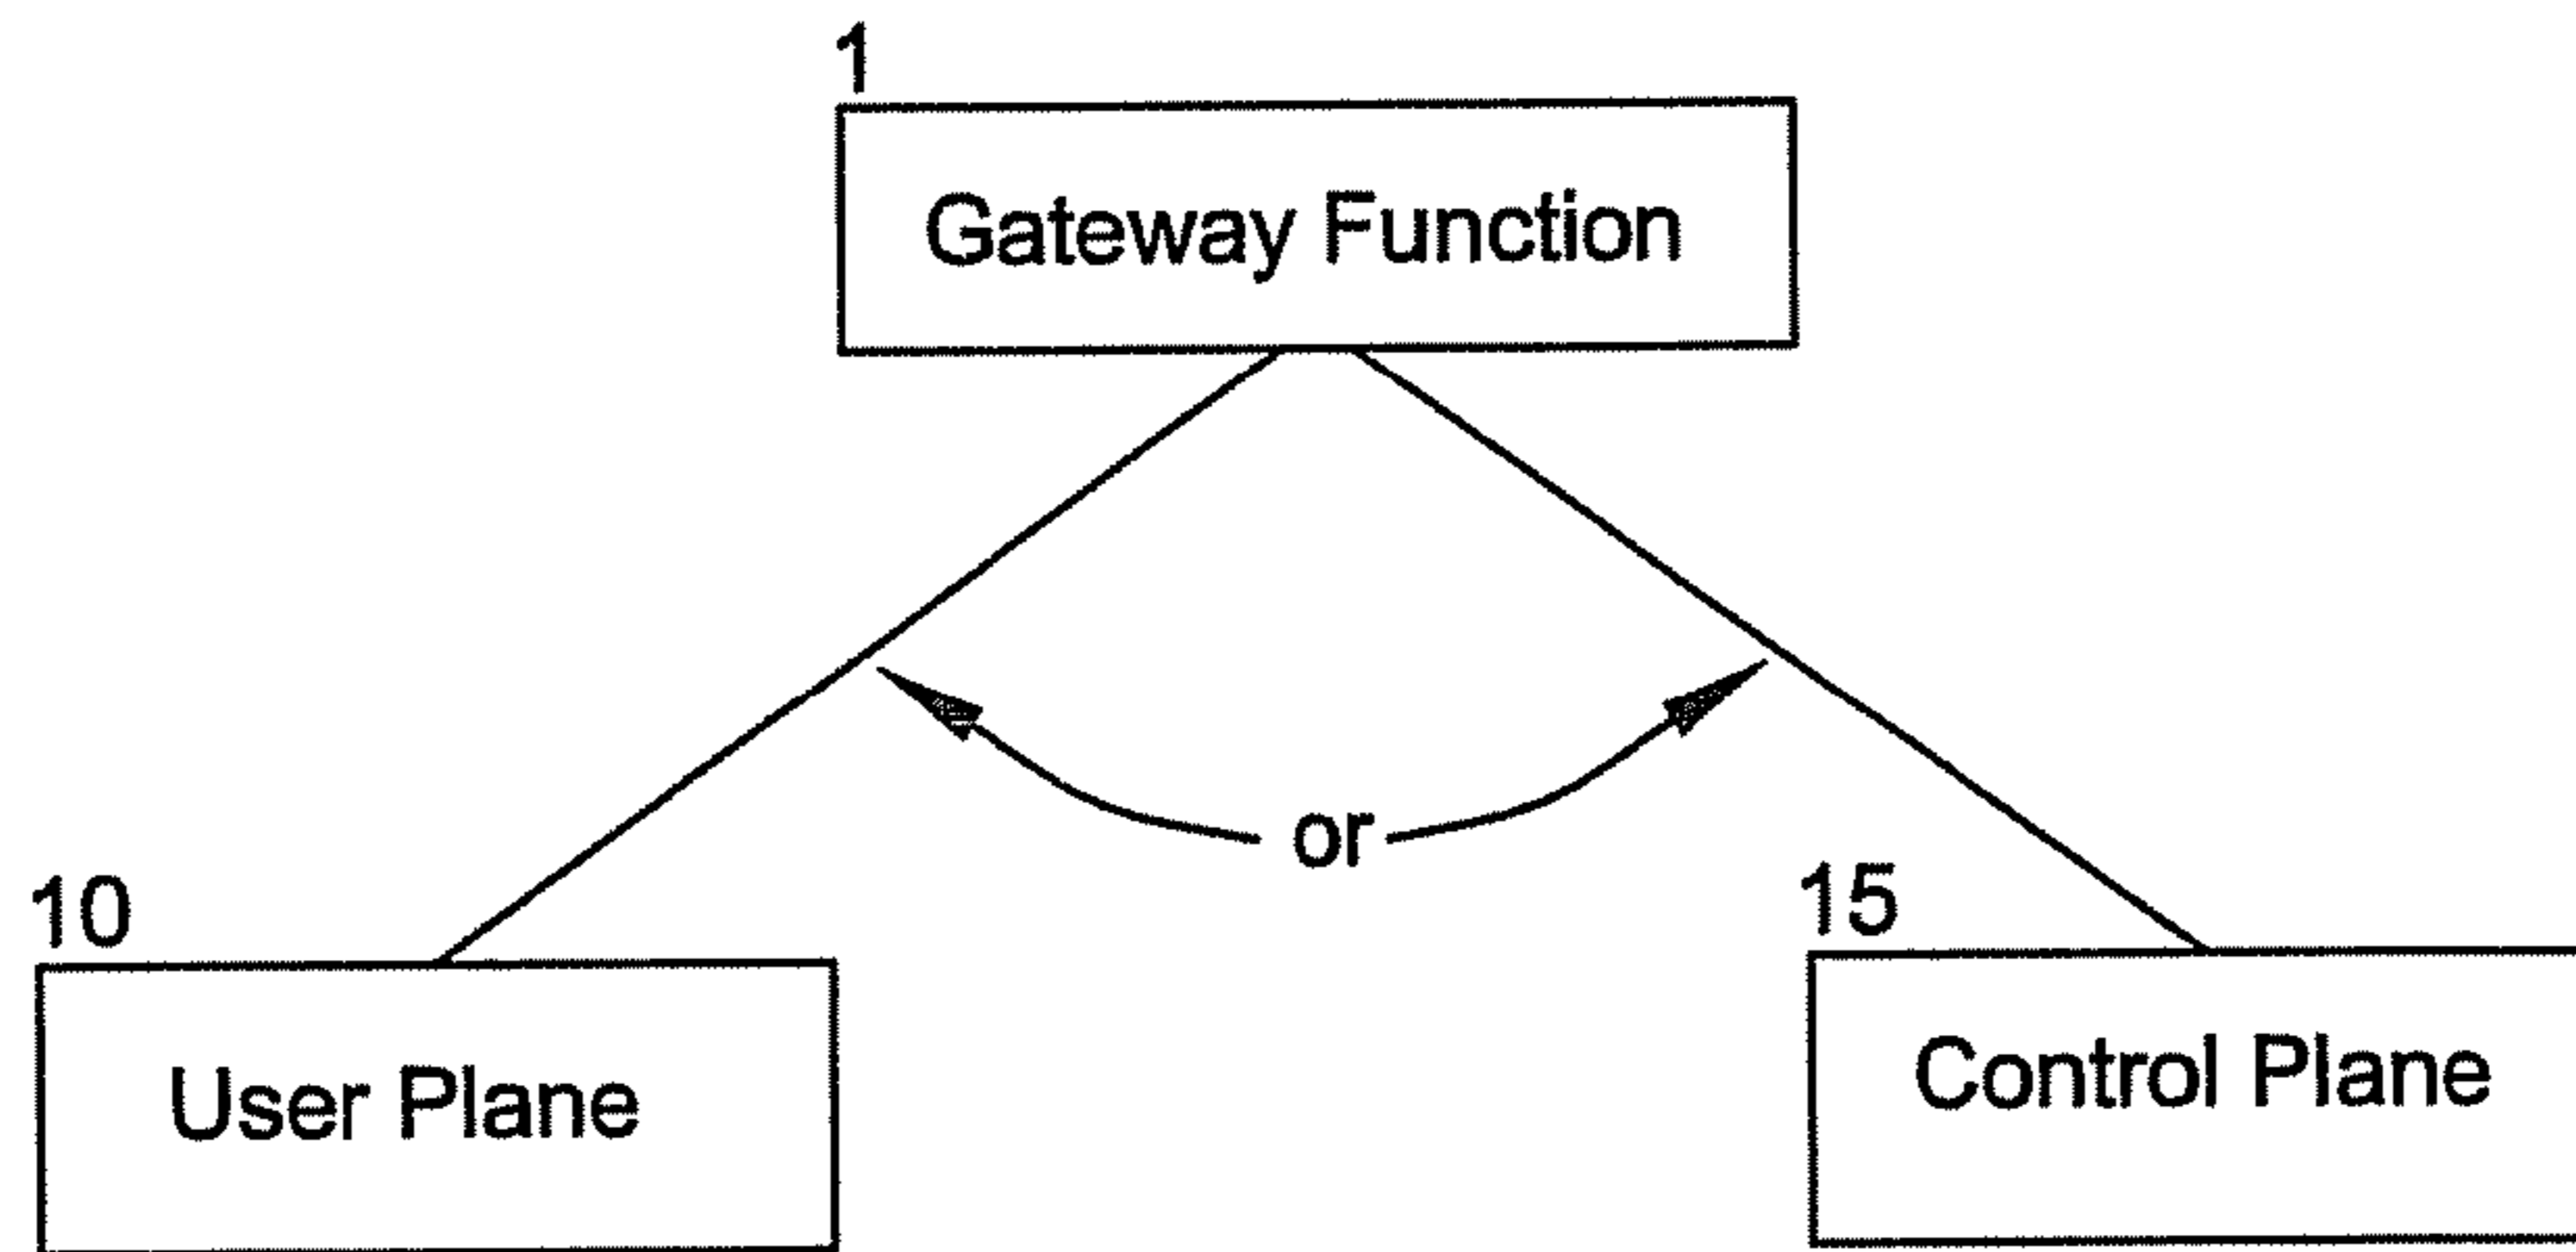 1
Gateway Function
or
10
15
User Plane
Control Plane